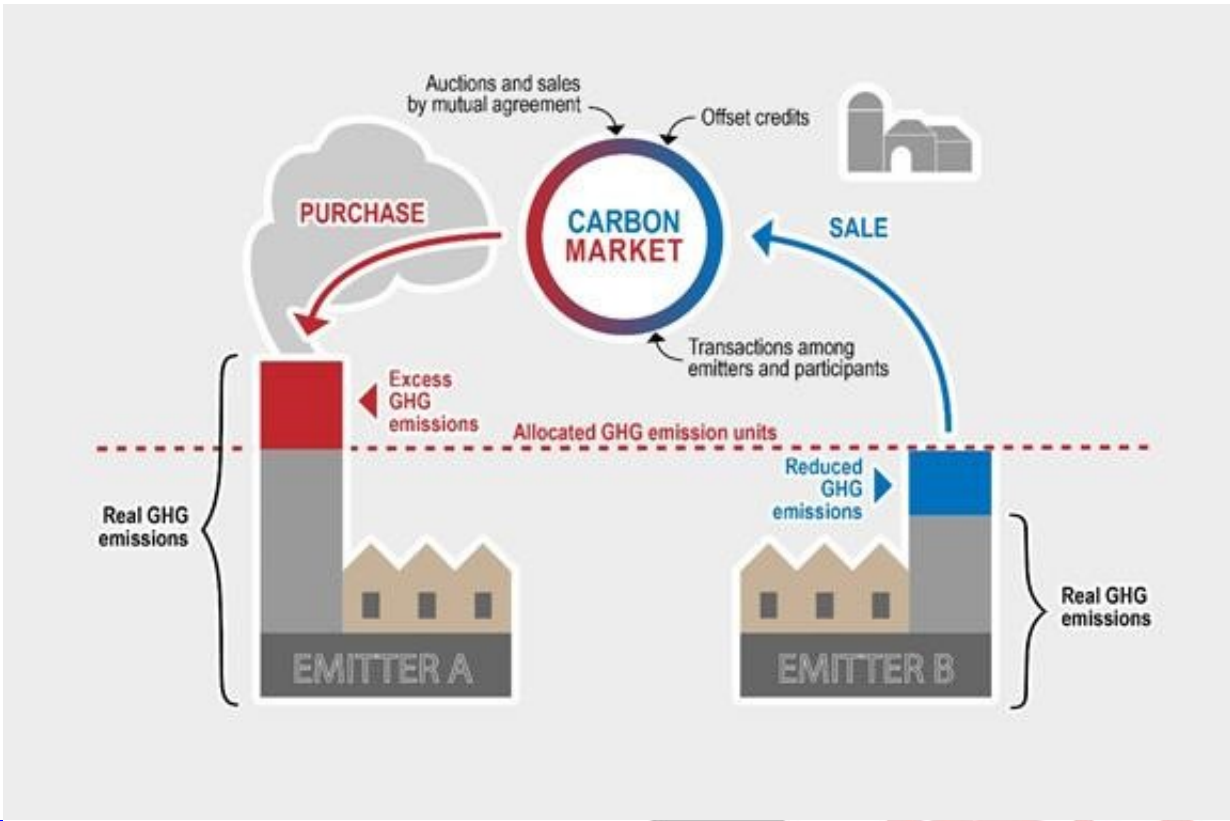 Auctions and sales
by mutual agreement
Offset credits
PURCHASE
CARBON
MARKET
SALE
Transactions among
emitters and participants
Excess
GHG
emissions
Allocated GHG emission units
Reduced
GHG
emissions
Real GHG
emissions
Real GHG
emissions
EMITTER A
EMITTER B